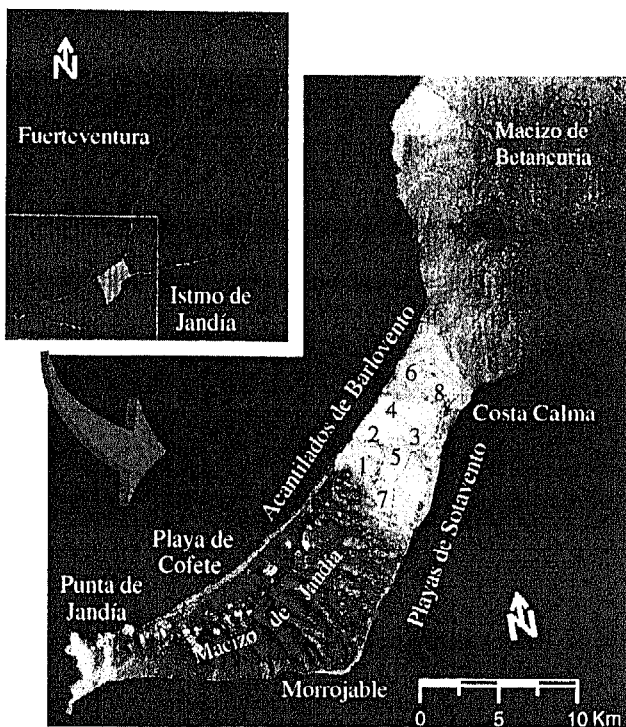 N
Fuerteventura
Istmo de
Jandía
Macizo de
Betancuria
Acantilados de Barlovento
6
8
4
Costa Calma
2
3
5
1
7
Playas de Sotavento
Playa de
Cofete
Punta de
Jandía
Macizo de Jandía
N
Morrojable
0 5 10 Km